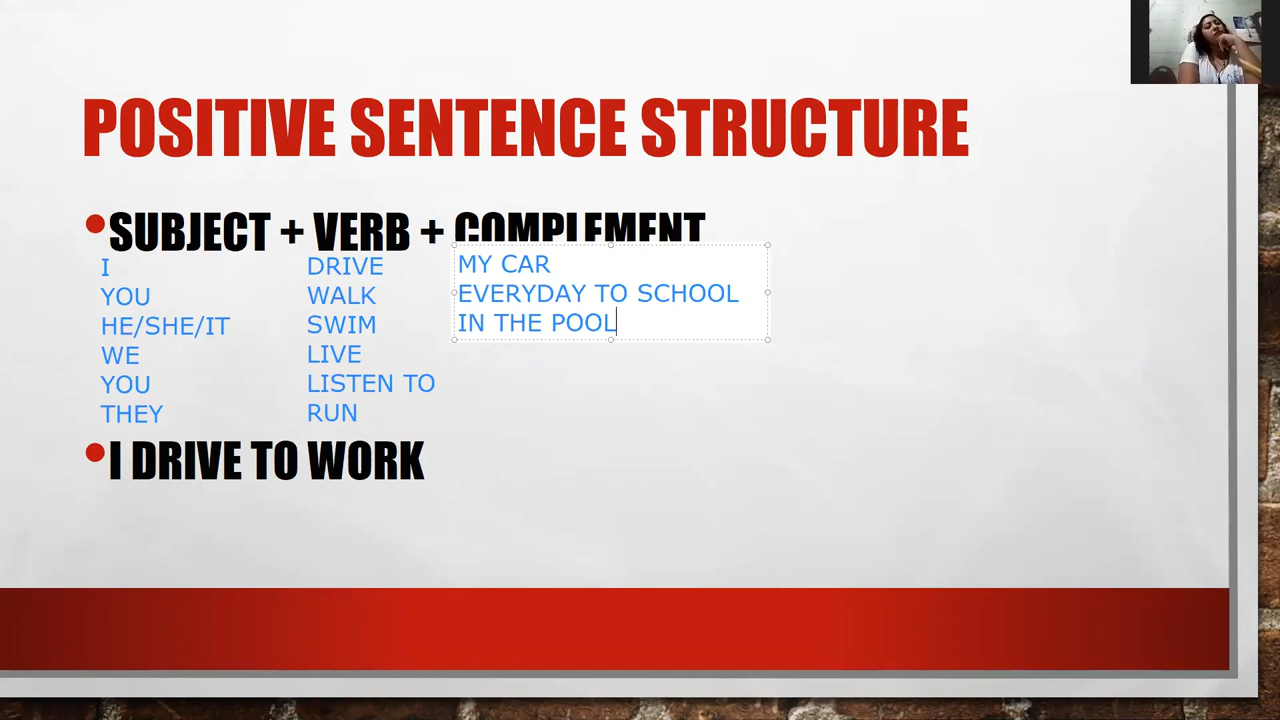 POSITIVE SENTENCE STRUCTURE
SUBJECT + VERB + COMPLEMENT
I
YOU
HE/SHE/IT
WE
YOU
THEY
DRIVE
WALK
SWIM
LIVE
LISTEN TO
RUN
MY CAR
EVERYDAY TO SCHOOL
IN THE POOL
I DRIVE TO WORK